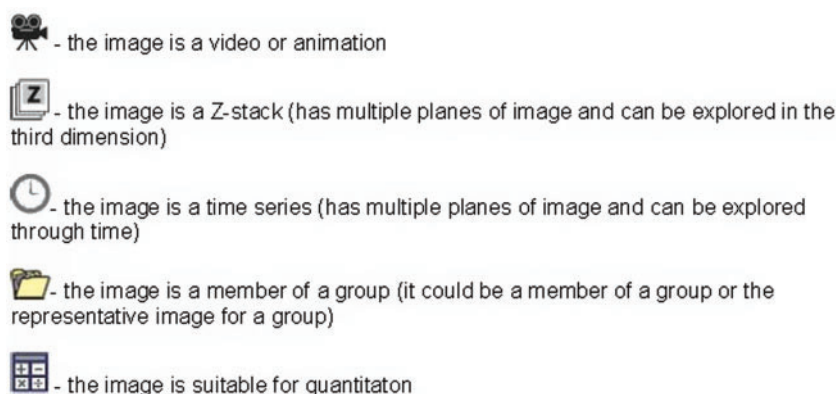 - the image is a video or animation
Z - the image is a Z-stack (has multiple planes of image and can be explored in the
third dimension)
- the image is a time series (has multiple planes of image and can be explored
through time)
- the image is a member of a group (it could be a member of a group or the
representative image for a group)
- the image is suitable for quantitaton